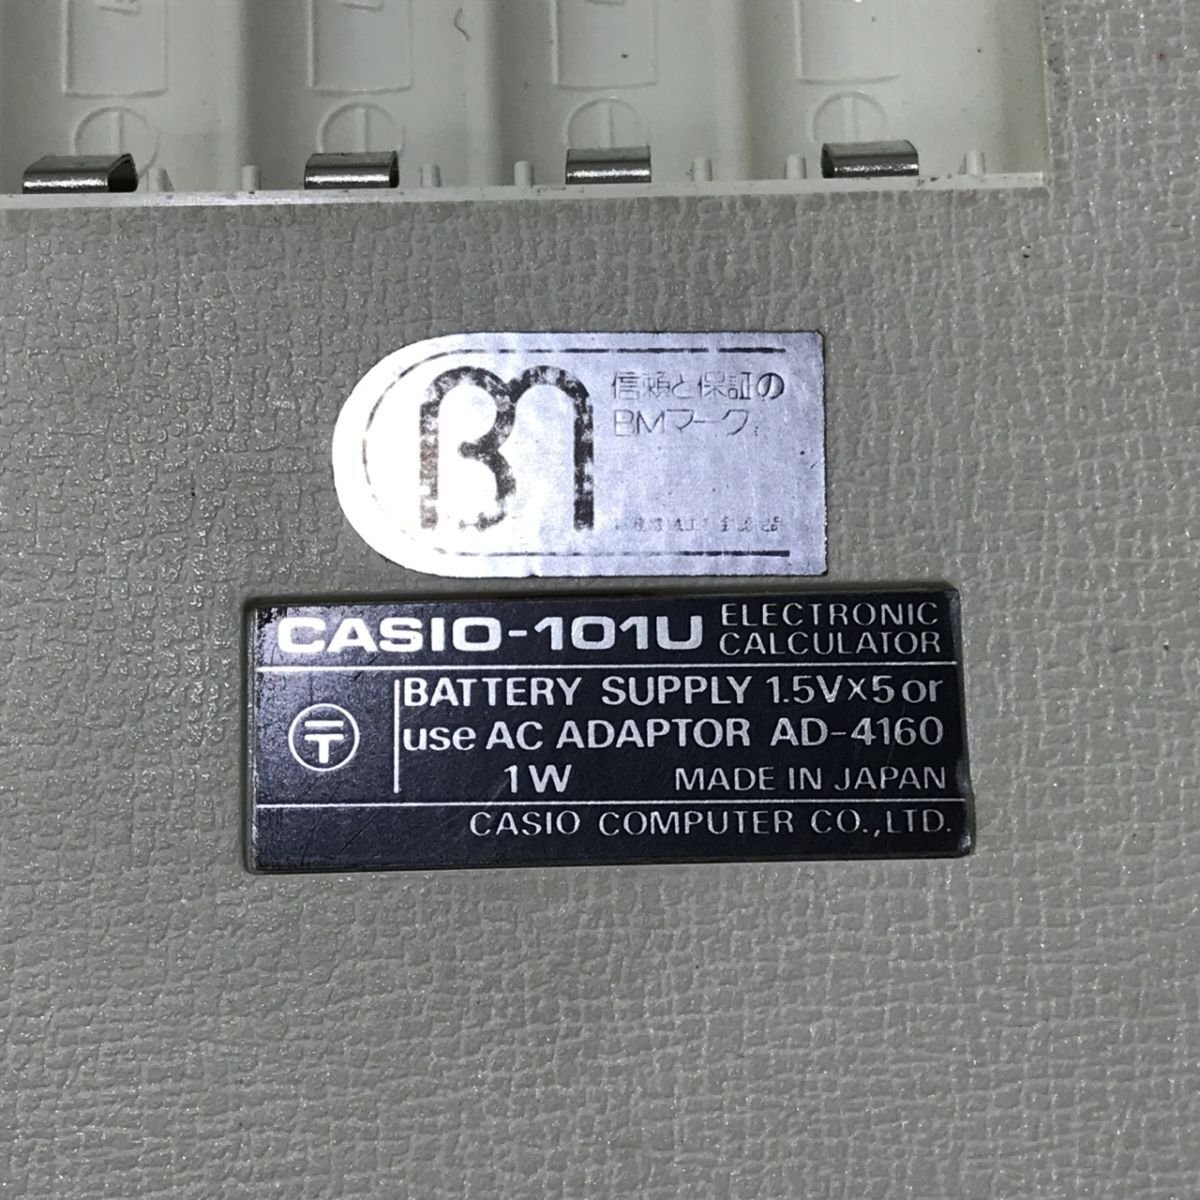 BM
信頼と保証の
BMマーク
CASIO-101U ELECTRONIC
CALCULATOR
〒
BATTERY SUPPLY 1.5V×5 or
use AC ADAPTOR AD-4160
1W MADE IN JAPAN
CASIO COMPUTER CO.,LTD.